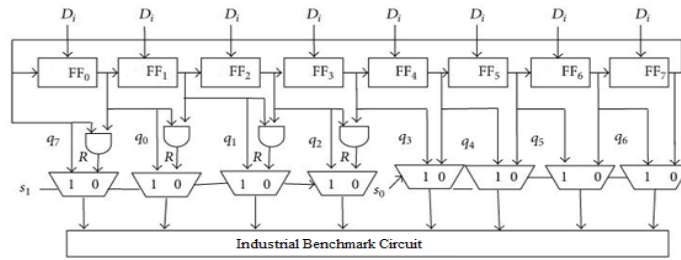 Di Di Di Di Di Di Di Di
FF0 FF1 FF2 FF3 FF4 FF5 FF6 FF7
q7 q0 q1 q2 q3 q4 q5 q6
R R R R
s1 1 0 1 0 1 0 1 0 s0 1 0 1 0 1 0 1 0
Industrial Benchmark Circuit